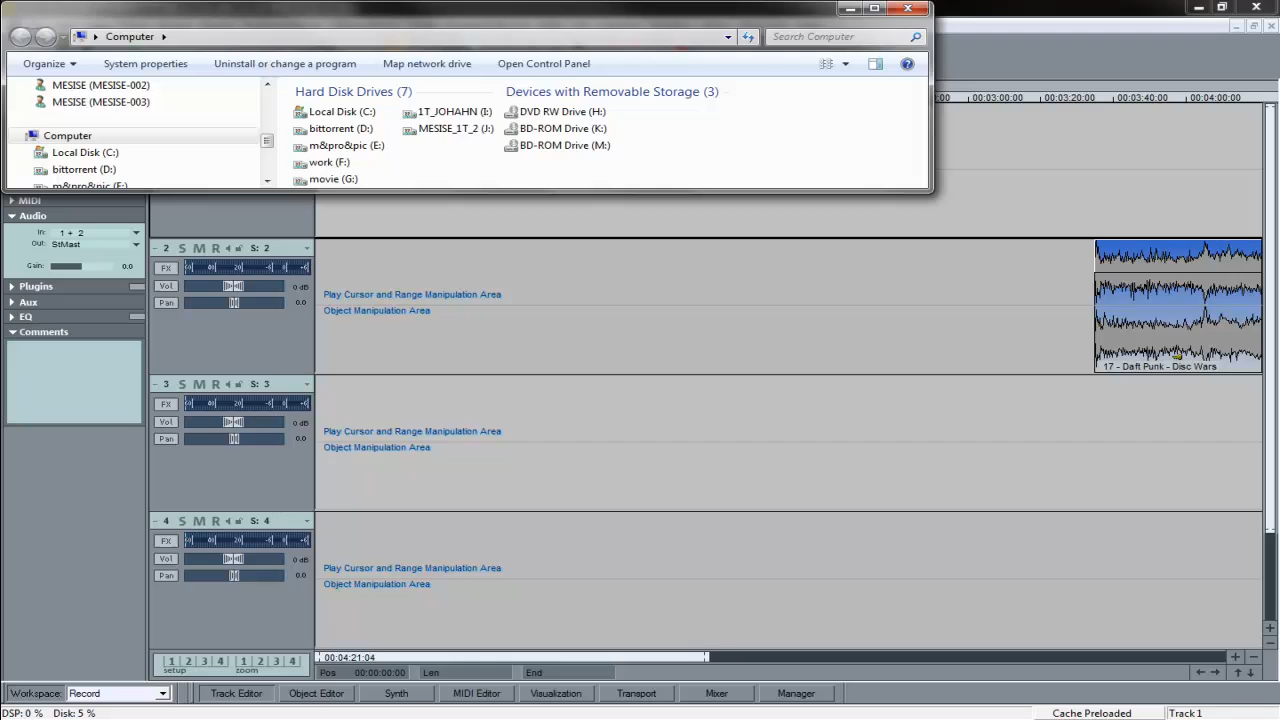 Computer
Search Computer
Organize System properties Uninstall or change a program Map network drive Open Control Panel
MESISE (MESISE-002)
MESISE (MESISE-003)
Computer
Local Disk (C:)
bittorrent (D:)
m&pro&pic (E:)
Hard Disk Drives (7)
Local Disk (C:)
bittorrent (D:)
m&pro&pic (E:)
work (F:)
movie (G:)
1T_JOHAHN (I:)
MESISE_1T_2 (J:)
Devices with Removable Storage (3)
DVD RW Drive (H:)
BD-ROM Drive (K:)
BD-ROM Drive (M:)
00:03:00:00 00:03:20:00 00:03:40:00 00:04:00:00
MIDI
Audio
In: 1 + 2
Out: StMast
Gain: 0.0
Plugins
Aux
EQ
Comments
2 S M R S: 2
FX
Vol 0 dB
Pan 0.0
Play Cursor and Range Manipulation Area
Object Manipulation Area
17 - Daft Punk - Disc Wars
3 S M R S: 3
FX
Vol 0 dB
Pan 0.0
Play Cursor and Range Manipulation Area
Object Manipulation Area
4 S M R S: 4
FX
Vol 0 dB
Pan 0.0
Play Cursor and Range Manipulation Area
Object Manipulation Area
1 2 3 4 1 2 3 4
setup zoom
00:04:21:04
Pos 00:00:00:00 Len End
Workspace: Record Track Editor Object Editor Synth MIDI Editor Visualization Transport Mixer Manager
DSP: 0 % Disk: 5 % Cache Preloaded Track 1